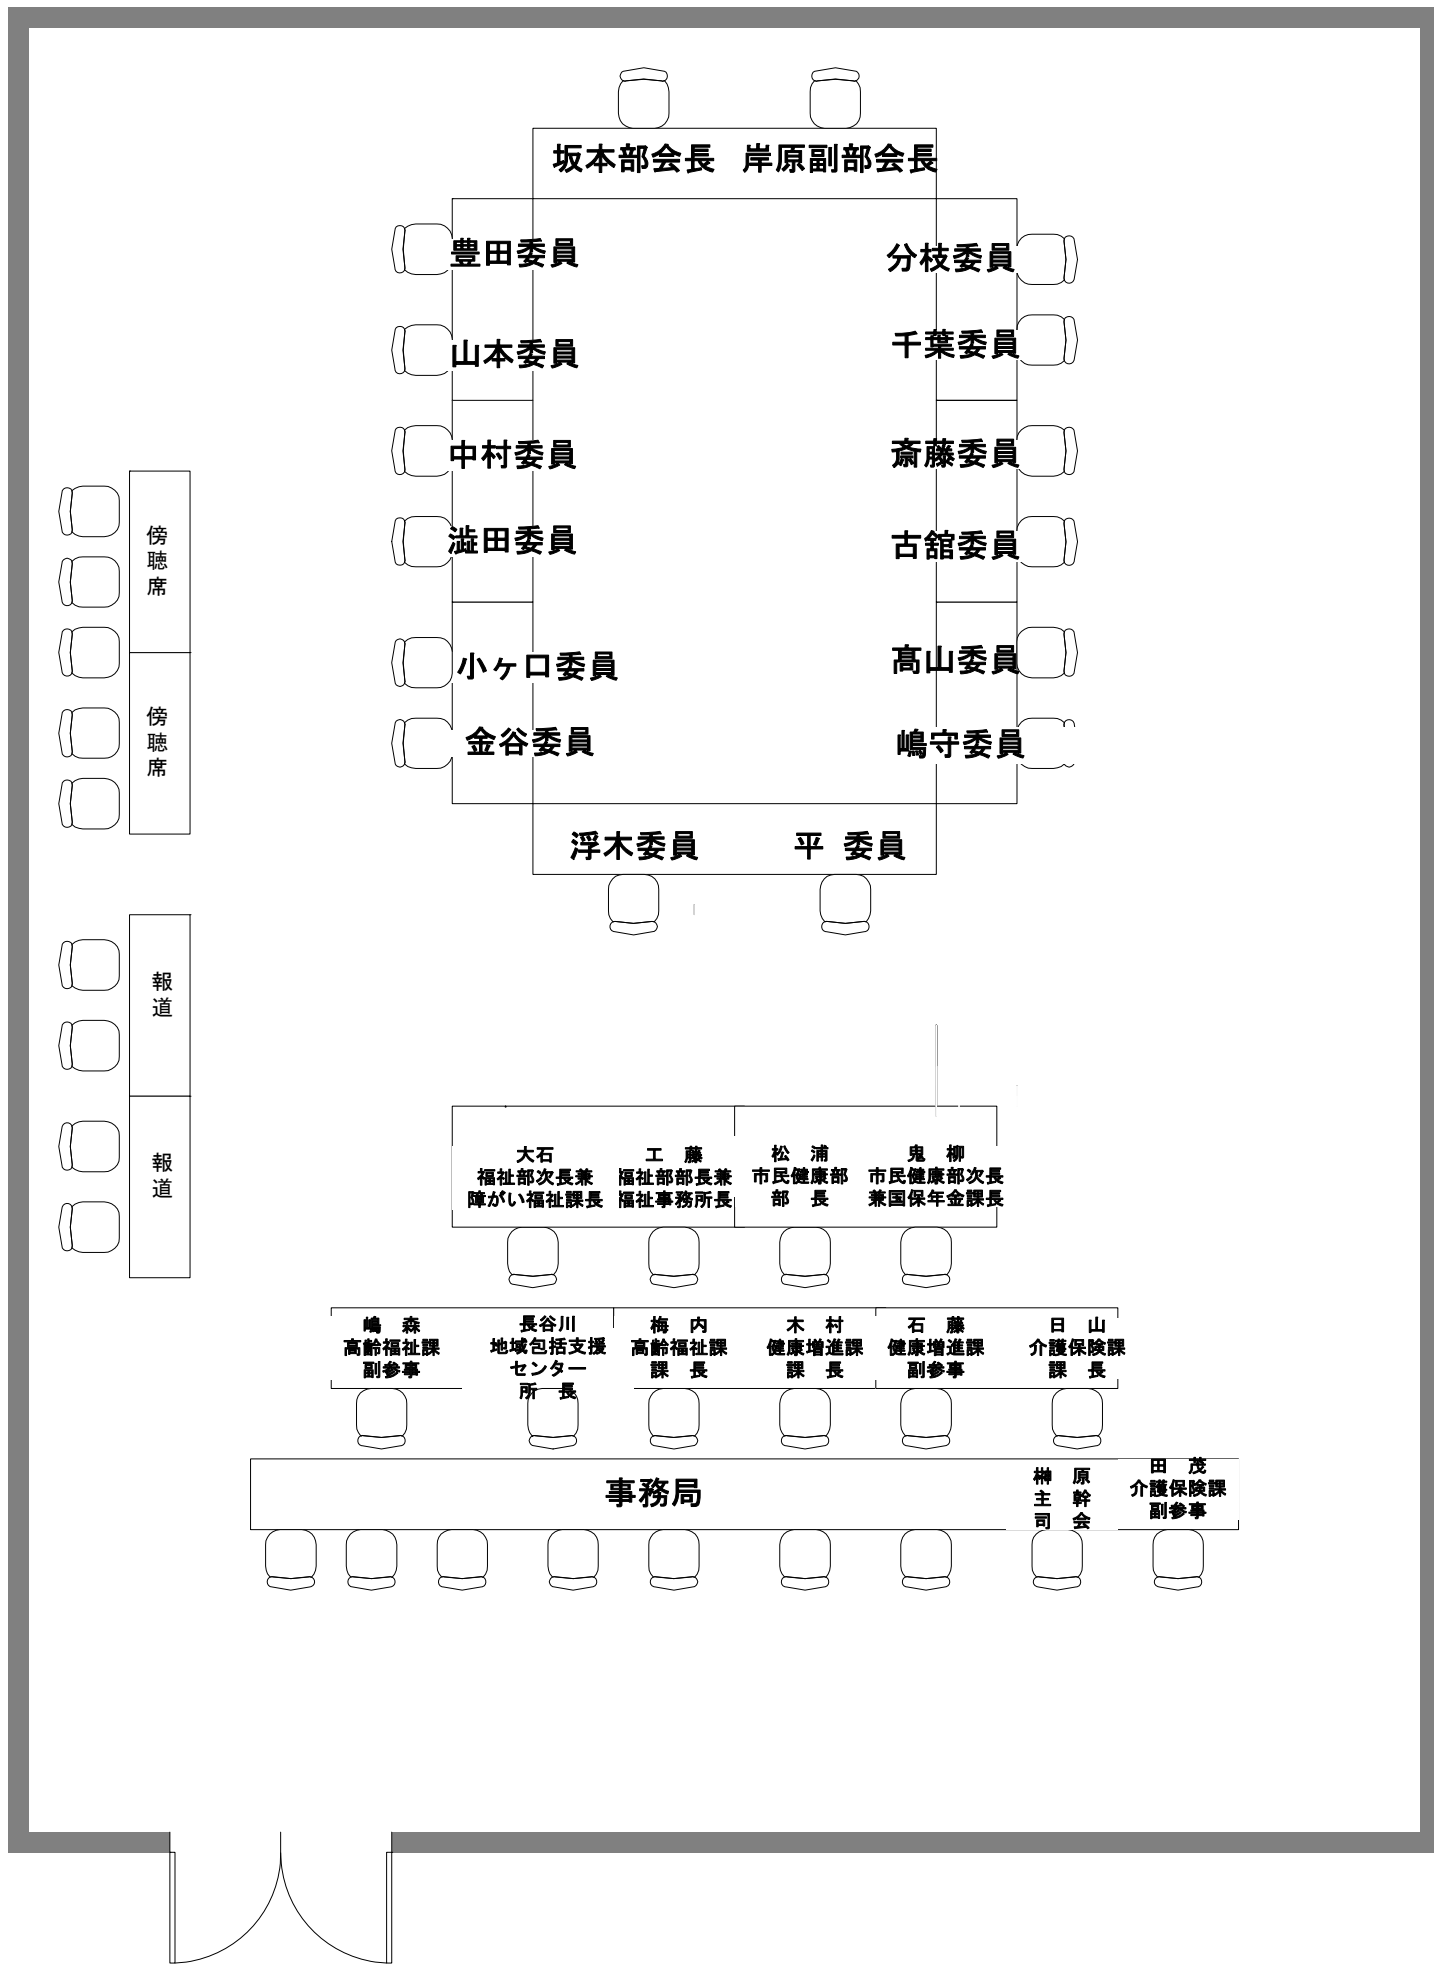 坂本部会長 岸原副部会長
豊田委員 分枝委員
山本委員 千葉委員
中村委員 斎藤委員
澁田委員 古舘委員
小ヶ口委員 髙山委員
金谷委員 嶋守委員
浮木委員 平 委員
傍聴席
傍聴席
報道
報道
大石
福祉部次長兼
障がい福祉課長
工 藤
福祉部部長兼
福祉事務所長
松 浦
市民健康部
部 長
鬼 柳
市民健康部次長
兼国保年金課長
嶋 森
高齢福祉課
副参事
長谷川
地域包括支援
センター
所 長
梅 内
高齢福祉課
課 長
木 村
健康増進課
課 長
石 藤
健康増進課
副参事
日 山
介護保険課
課 長
事務局
榊 原
主 幹
司 会
田 茂
介護保険課
副参事